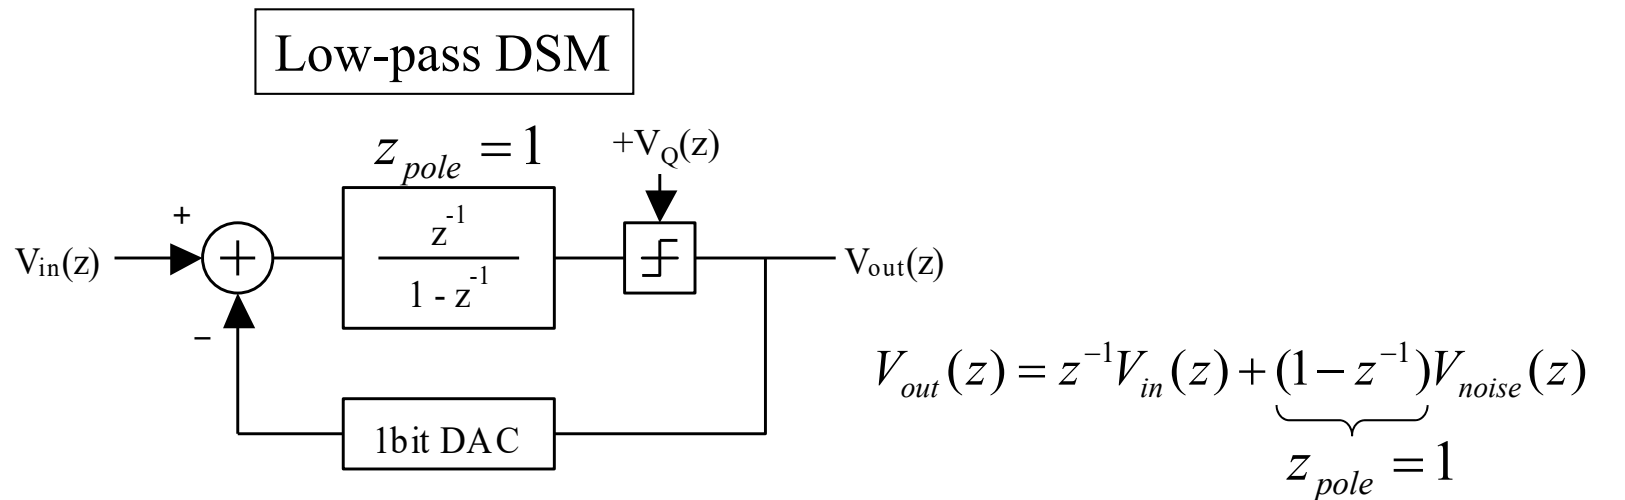 Low-pass DSM
z_pole = 1
+V_Q(z)
+
V_in(z)
+
z^-1
1 - z^-1
V_out(z)
−
1bit DAC
V_out(z) = z^−1 V_in(z) + (1 − z^−1)V_noise(z)
z_pole = 1